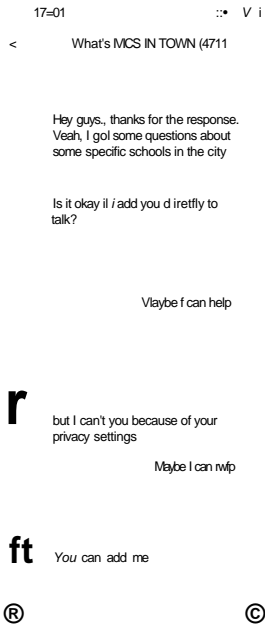 17=01 ::• V i
< What's MCS IN TOWN (4711
Hey guys., thanks for the response.
Veah, I gol some questions about
some specific schools in the city
Is it okay il i add you d iretfly to
talk?
Vlaybe f can help
r
but I can't you because of your
privacy settings
Maybe I can rwfp
ft You can add me
® ©